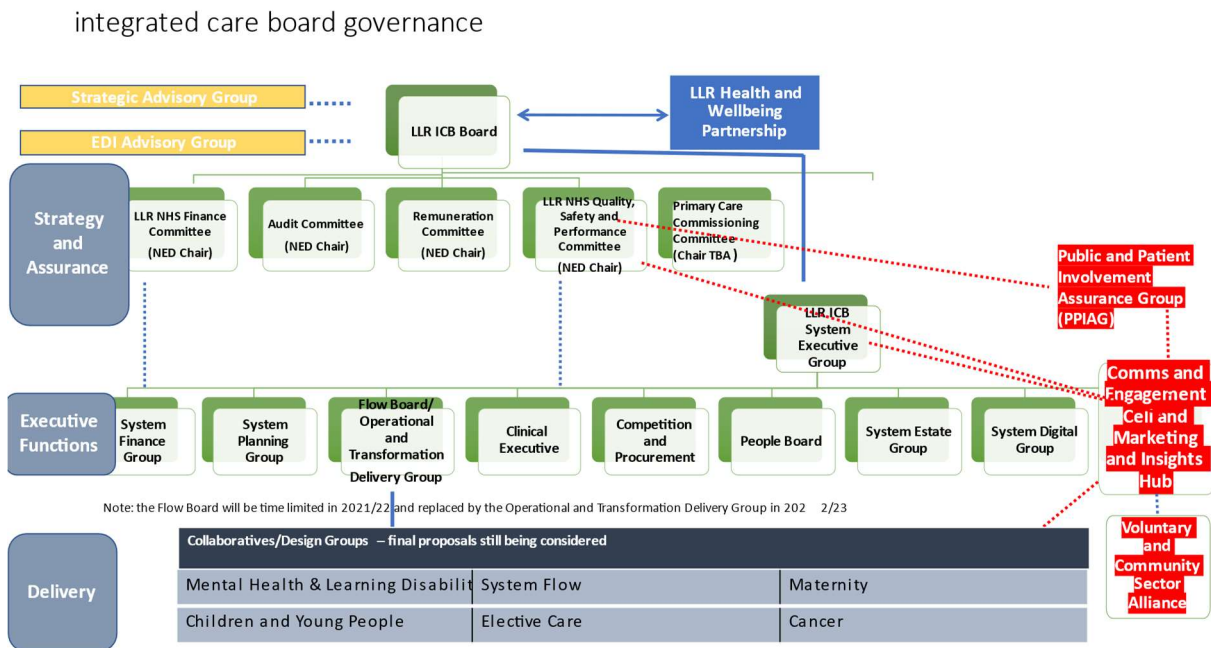 integrated care board governance
Strategic Advisory Group
EDI Advisory Group
LLR ICB Board
LLR Health and
Wellbeing
Partnership
Strategy
and
Assurance
LLR NHS Finance
Committee
(NED Chair)
Audit Committee
(NED Chair)
Remuneration
Committee
(NED Chair)
LLR NHS Quality,
Safety and
Performance
Committee
(NED Chair)
Primary Care
Commissioning
Committee
(Chair TBA )
Public and Patient
Involvement
Assurance Group
(PPIAG)
LLR ICB
System
Executive
Group
Executive
Functions
System
Finance
Group
System
Planning
Group
Flow Board/
Operational
and
Transformation
Delivery Group
Clinical
Executive
Competition
and
Procurement
People Board
System Estate
Group
System Digital
Group
Comms and
Engagement
Cell and
Marketing
and Insights
Hub
Note: the Flow Board will be time limited in 2021/22 and replaced by the Operational and Transformation Delivery Group in 202 2/23
Delivery
Collaboratives/Design Groups – final proposals still being considered
Mental Health & Learning Disabilit
System Flow
Maternity
Children and Young People
Elective Care
Cancer
Voluntary
and
Community
Sector
Alliance